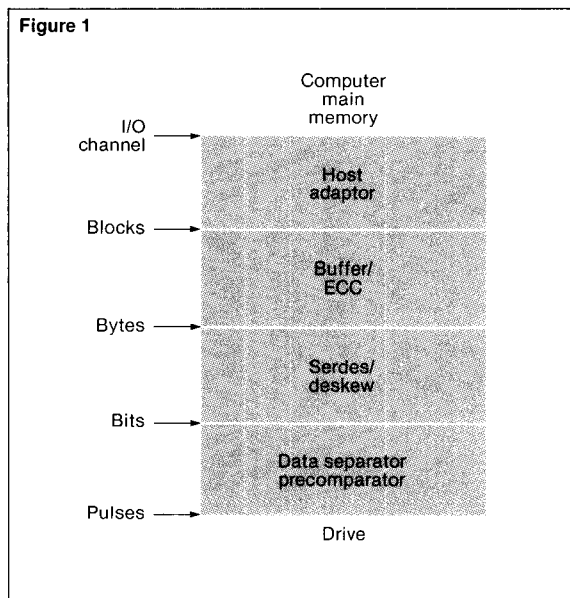 Figure 1
Computer
main
memory
I/O
channel
Host
adaptor
Blocks
Buffer/
ECC
Bytes
Serdes/
deskew
Bits
Data separator
precomparator
Pulses
Drive